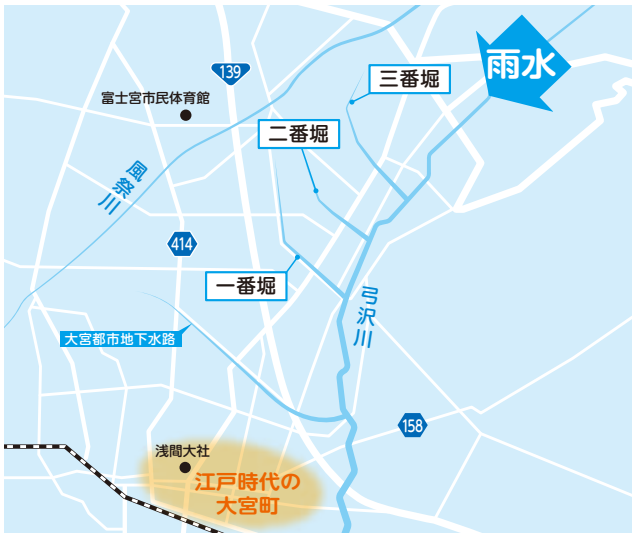 雨水
139
三番堀
富士宮市民体育館
二番堀
風祭川
414
一番堀
弓沢川
大宮都市地下水路
158
浅間大社
江戸時代の
大宮町